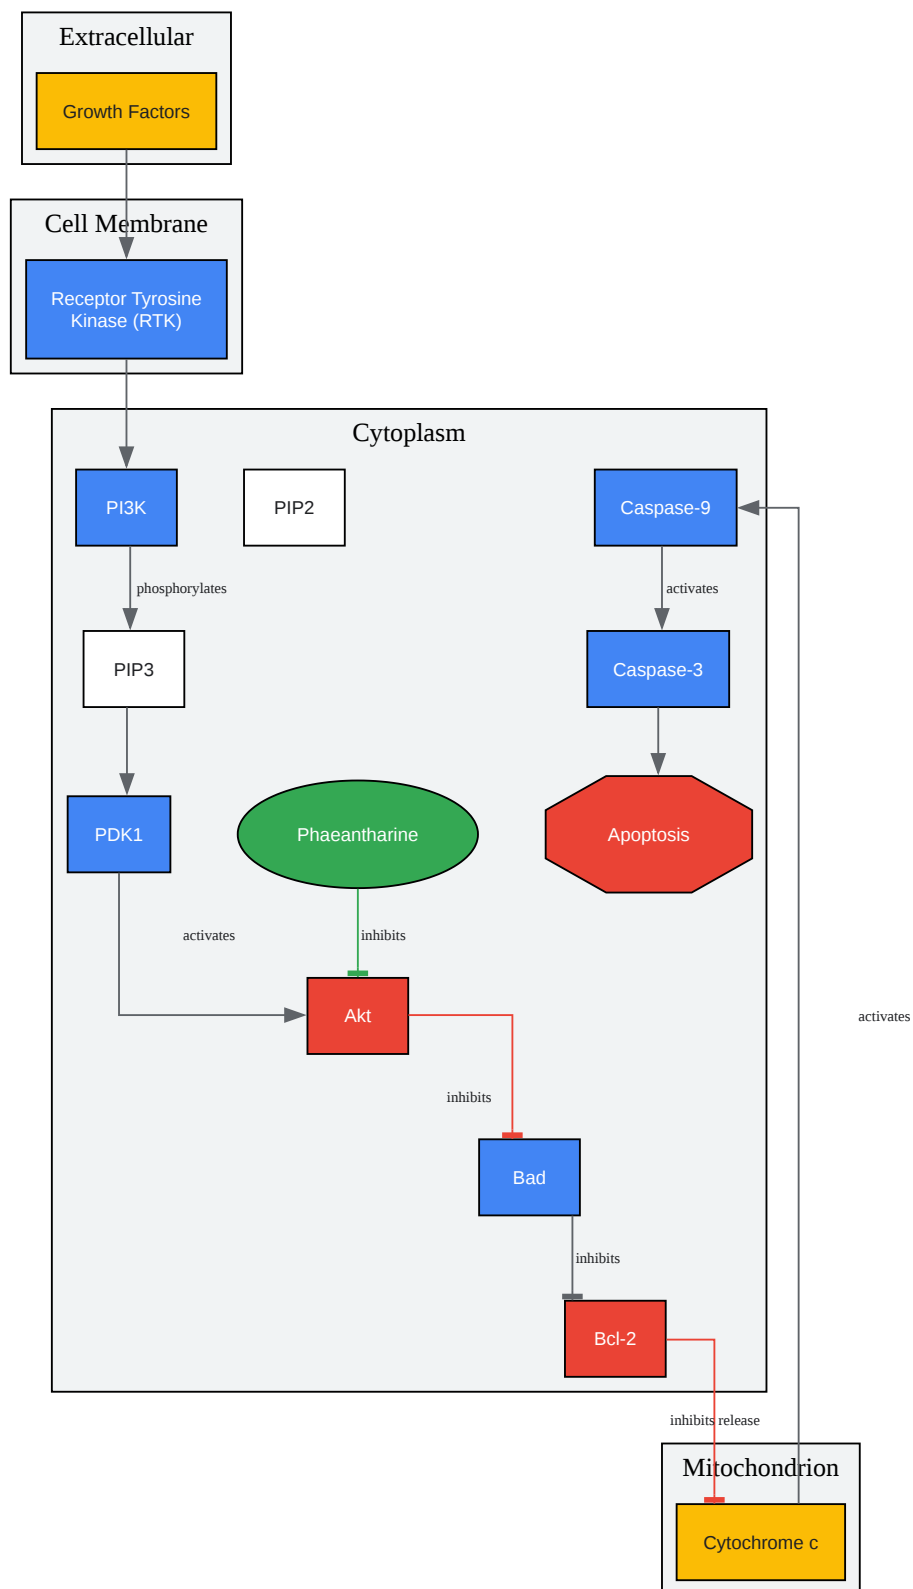 Extracellular
Growth Factors
Cell Membrane
Receptor Tyrosine
Kinase (RTK)
Cytoplasm
PI3K
PIP2
Caspase-9
phosphorylates
activates
PIP3
Caspase-3
PDK1
Phaeantharine
Apoptosis
activates
inhibits
Akt
activates
inhibits
Bad
inhibits
Bcl-2
inhibits release
Mitochondrion
Cytochrome c